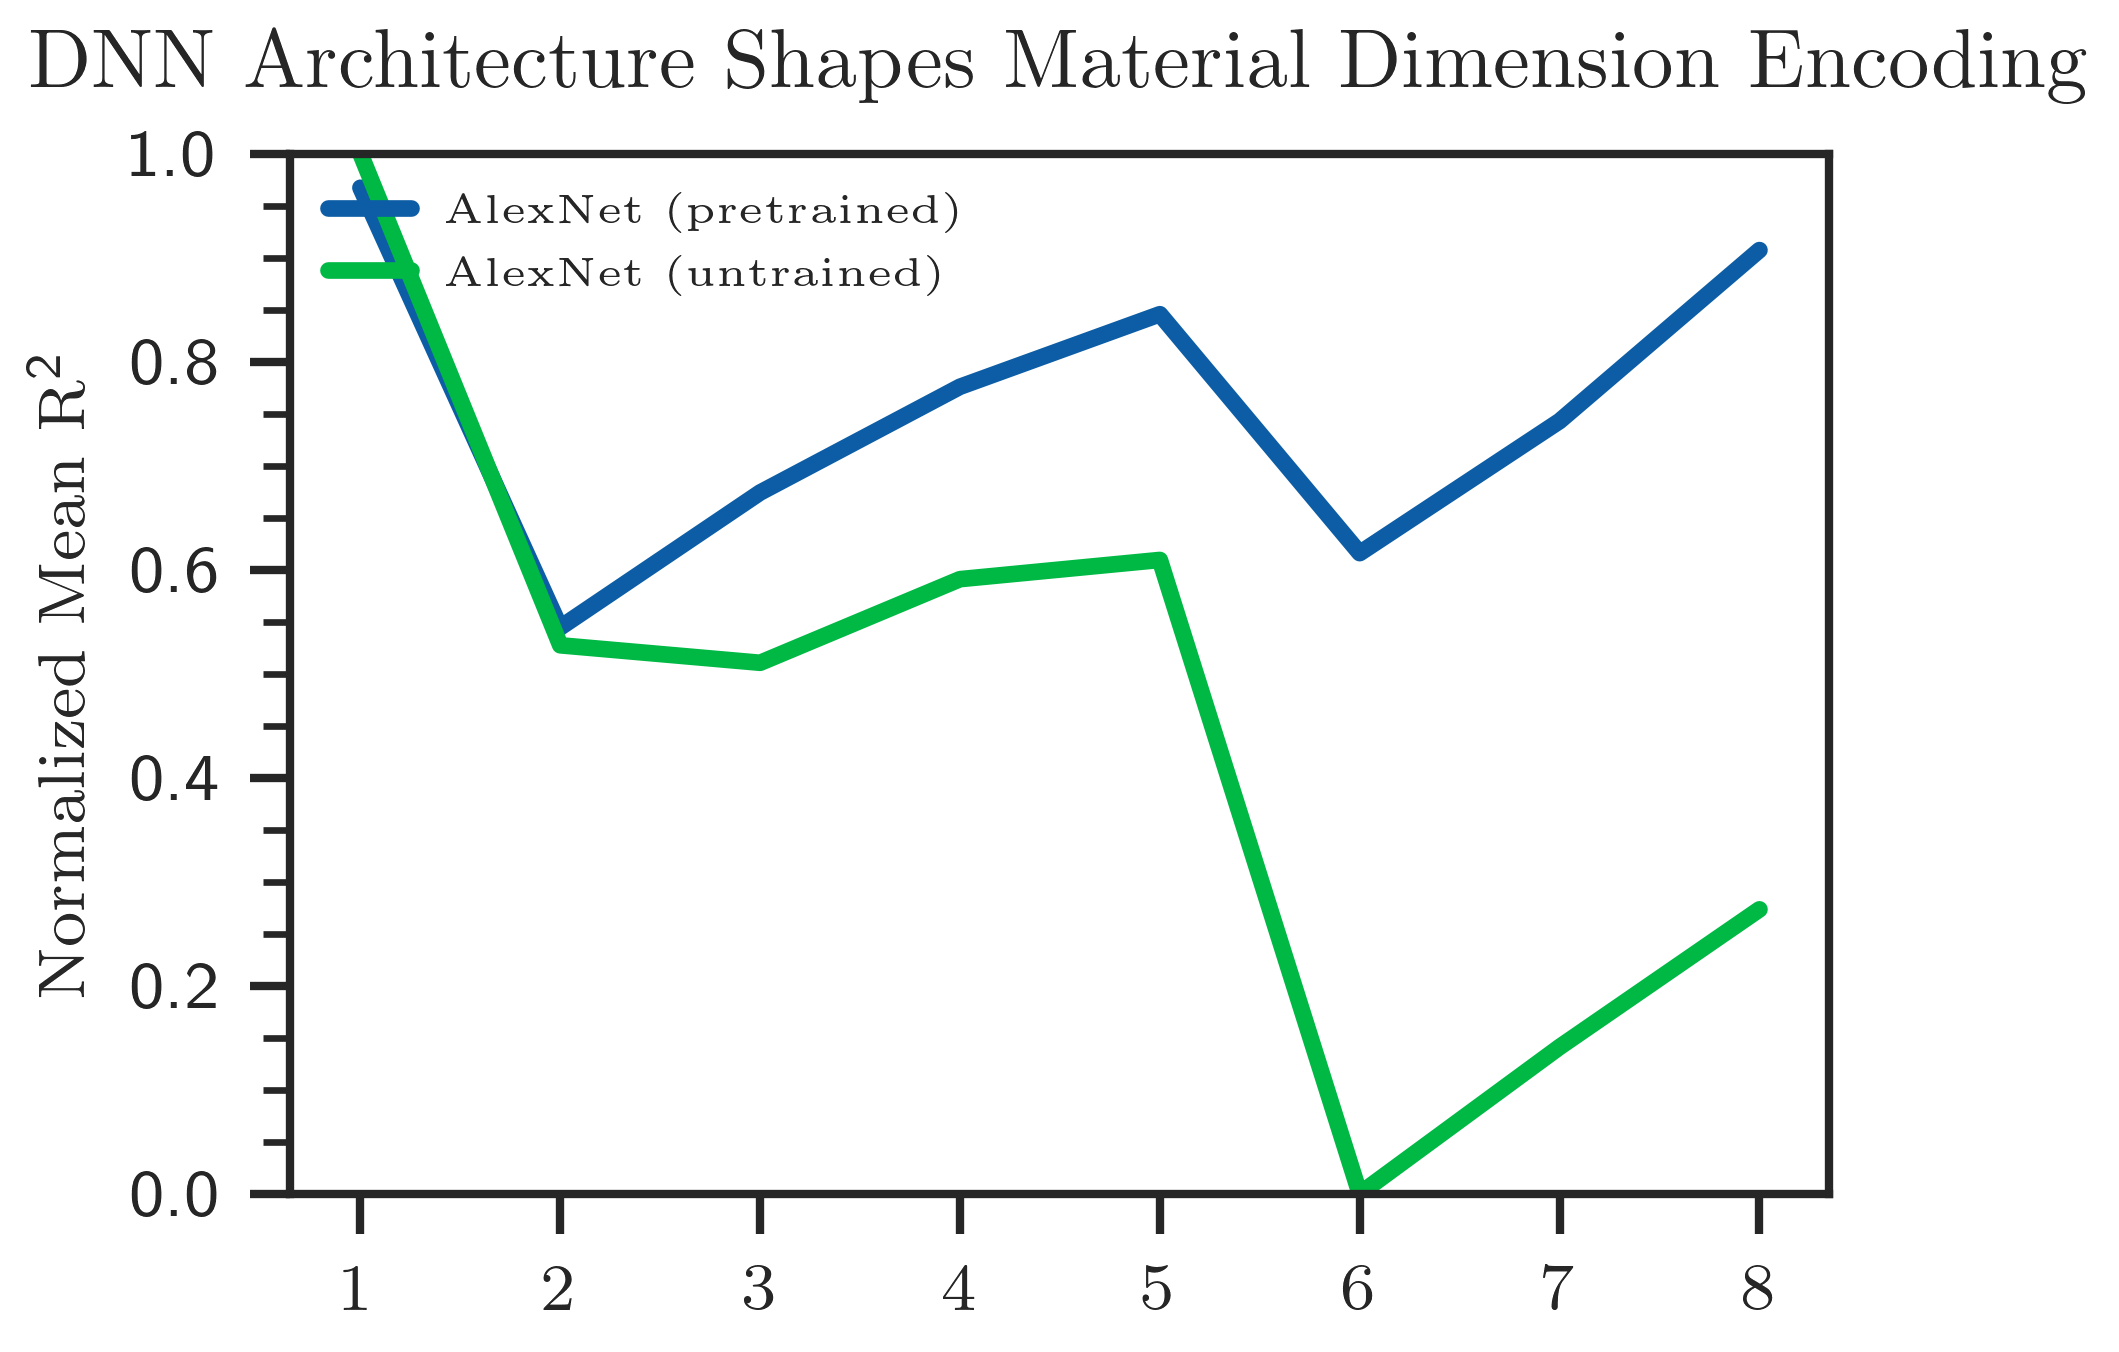 DNN Architecture Shapes Material Dimension Encoding
Normalized Mean R²
1.0
0.8
0.6
0.4
0.2
0.0
AlexNet (pretrained)
AlexNet (untrained)
1 2 3 4 5 6 7 8